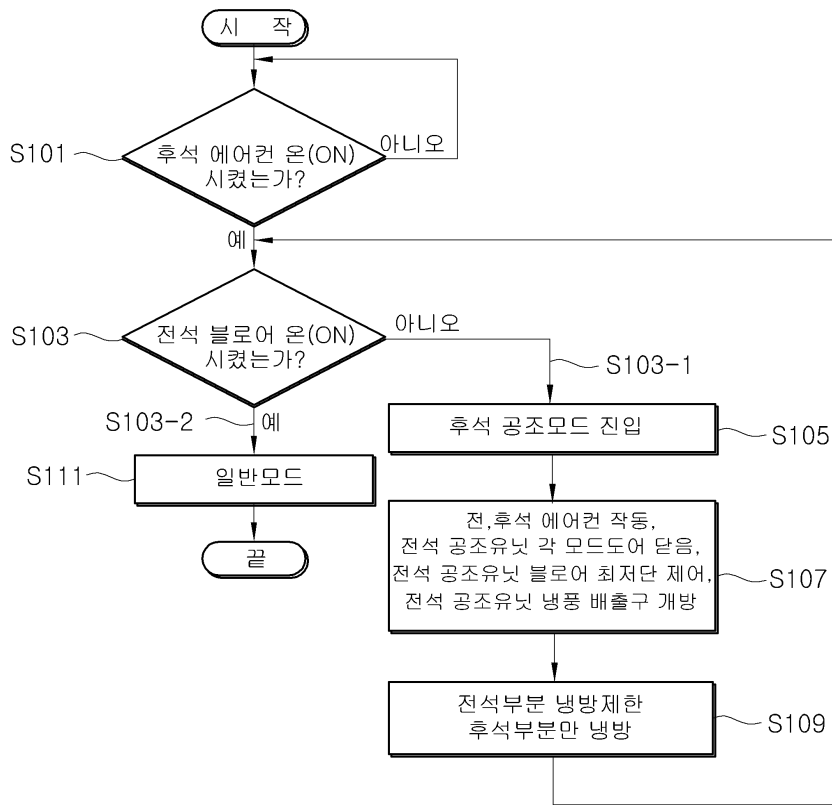 시 작
S101
후석 에어컨 온(ON)
시켰는가?
아니오
예
S103
전석 블로어 온(ON)
시켰는가?
아니오
S103-1
S103-2
예
후석 공조모드 진입
S105
S111
일반모드
전,후석 에어컨 작동,
전석 공조유닛 각 모드도어 닫음,
전석 공조유닛 블로어 최저단 제어,
전석 공조유닛 냉풍 배출구 개방
S107
끝
전석부분 냉방제한
후석부분만 냉방
S109